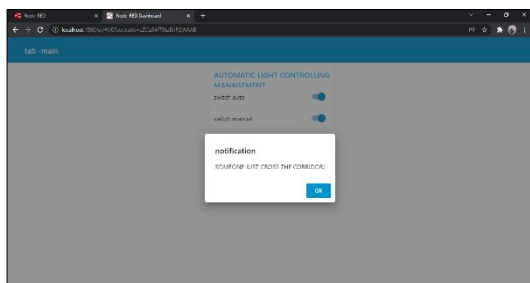 Node-RED
Node-RED Dashboard
tab -main
AUTOMATIC LIGHT CONTROLLING
MANAGEMENT
switch auto
switch manual
notification
SOMEONE JUST CROSS THE CORRIDOR!
OK